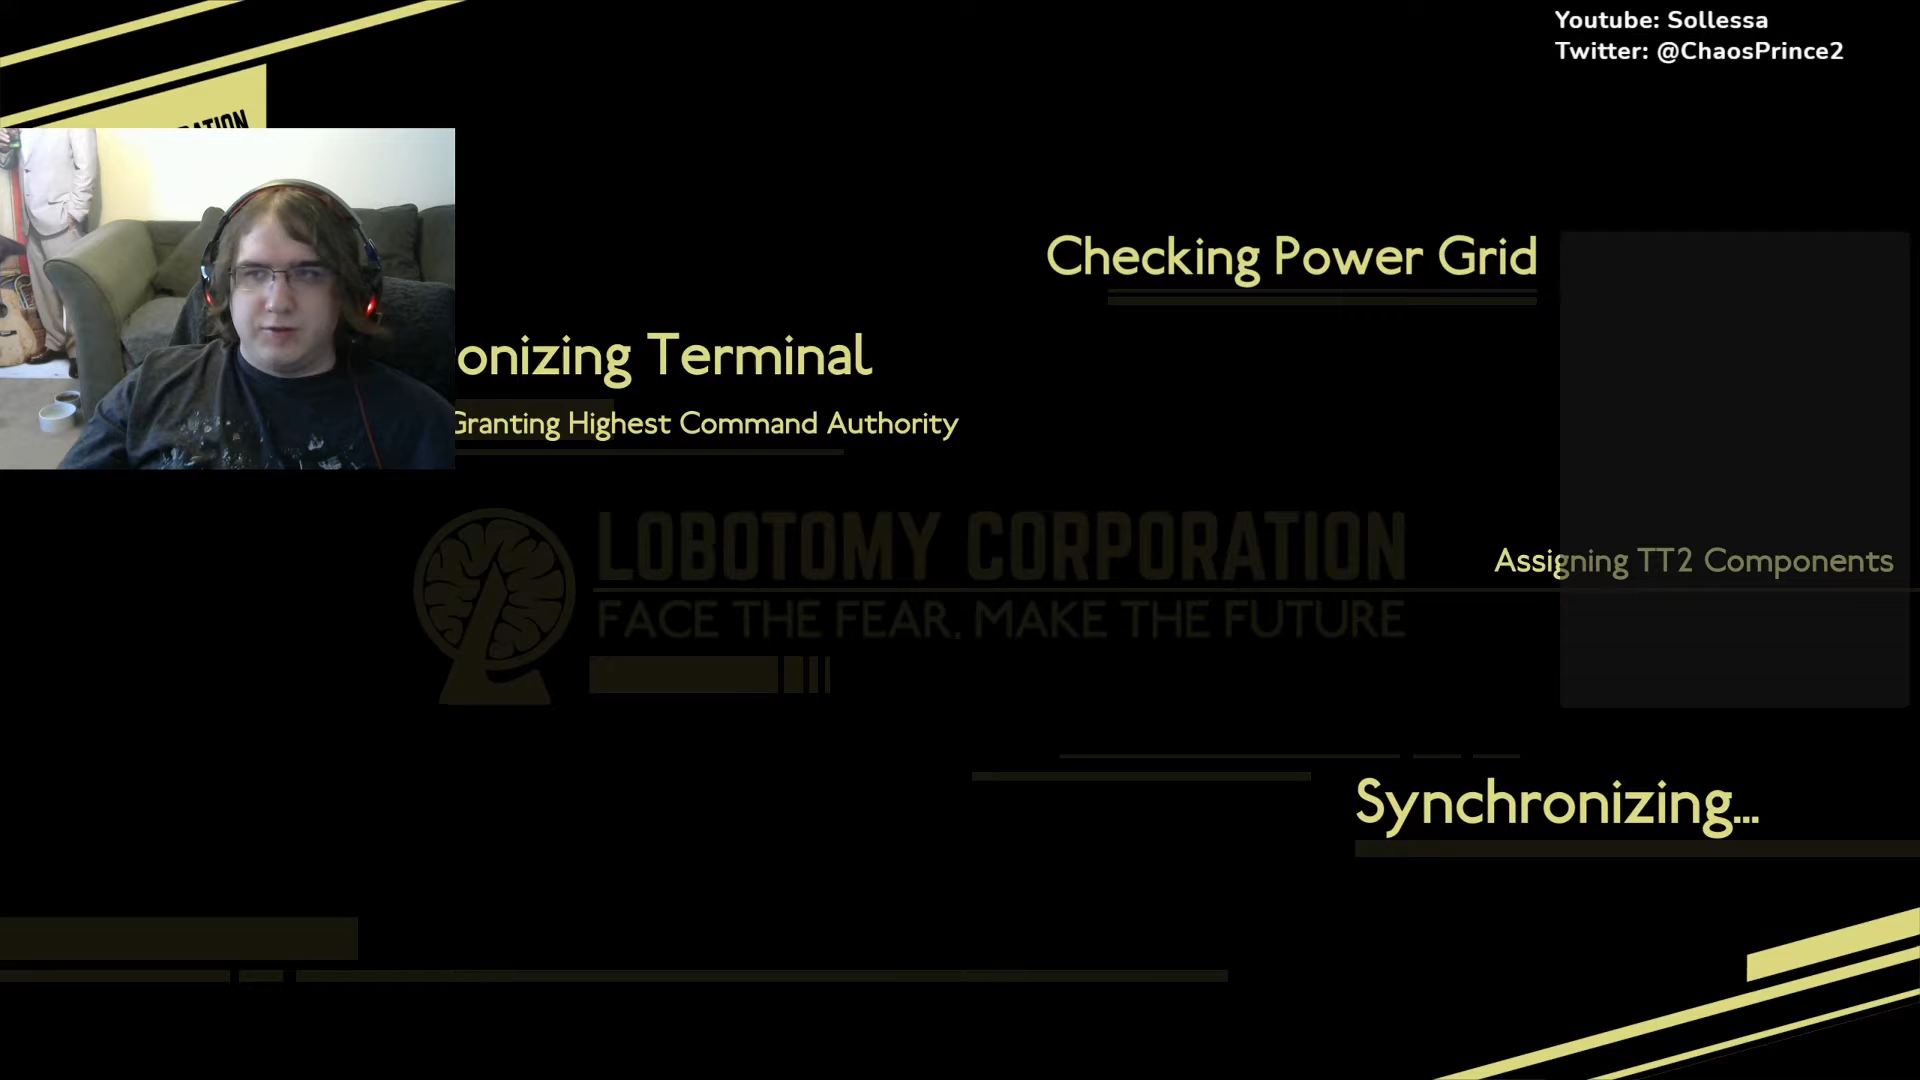 Youtube: Sollessa
Twitter: @ChaosPrince2
RATION
Checking Power Grid
onizing Terminal
Granting Highest Command Authority
LOBOTOMY CORPORATION
FACE THE FEAR, MAKE THE FUTURE
Assigning TT2 Components
Synchronizing...